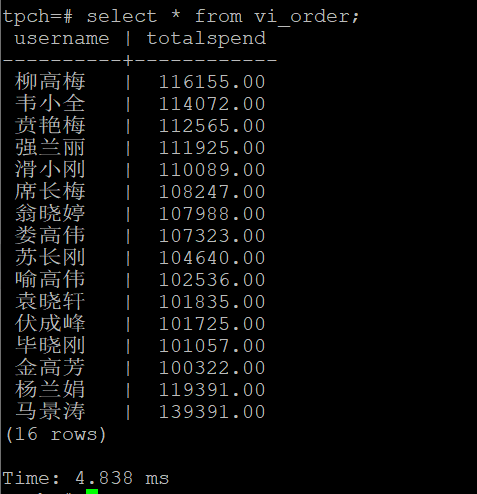 tpch=# select * from vi_order;
 username | totalspend
----------+------------
 柳高梅   |  116155.00
 韦小全   |  114072.00
 贲艳梅   |  112565.00
 强兰丽   |  111925.00
 滑小刚   |  110089.00
 席长梅   |  108247.00
 翁晓婷   |  107988.00
 娄高伟   |  107323.00
 苏长刚   |  104640.00
 喻高伟   |  102536.00
 袁晓轩   |  101835.00
 伏成峰   |  101725.00
 毕晓刚   |  101057.00
 金高芳   |  100322.00
 杨兰娟   |  119391.00
 马景涛   |  139391.00
(16 rows)
Time: 4.838 ms